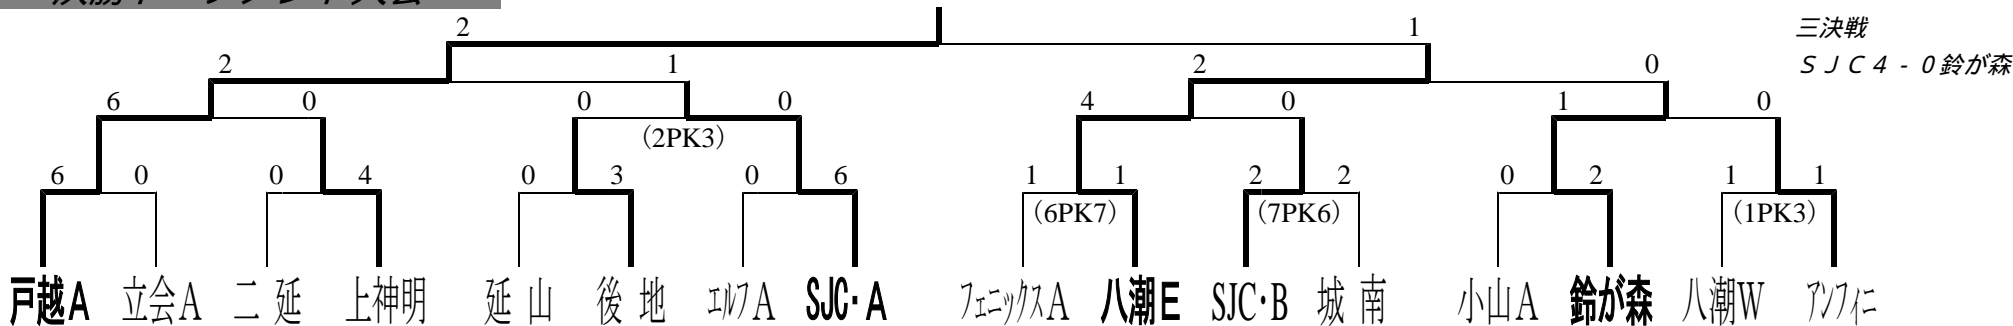 2 1 三決戦
2 1 2 0 ＳＪＣ４-０鈴が森
6 0 0 0 4 0 1 0
（2PK3）
6 0 0 4 0 3 0 6 1 1 2 2 0 2 1 1
（6PK7） （7PK6） （1PK3）
戸越A 立会A 二延 上神明 延山 後地 エルフA SJC・A フェニックスA 八潮E SJC・B 城南 小山A 鈴が森 八潮W アンフィニ